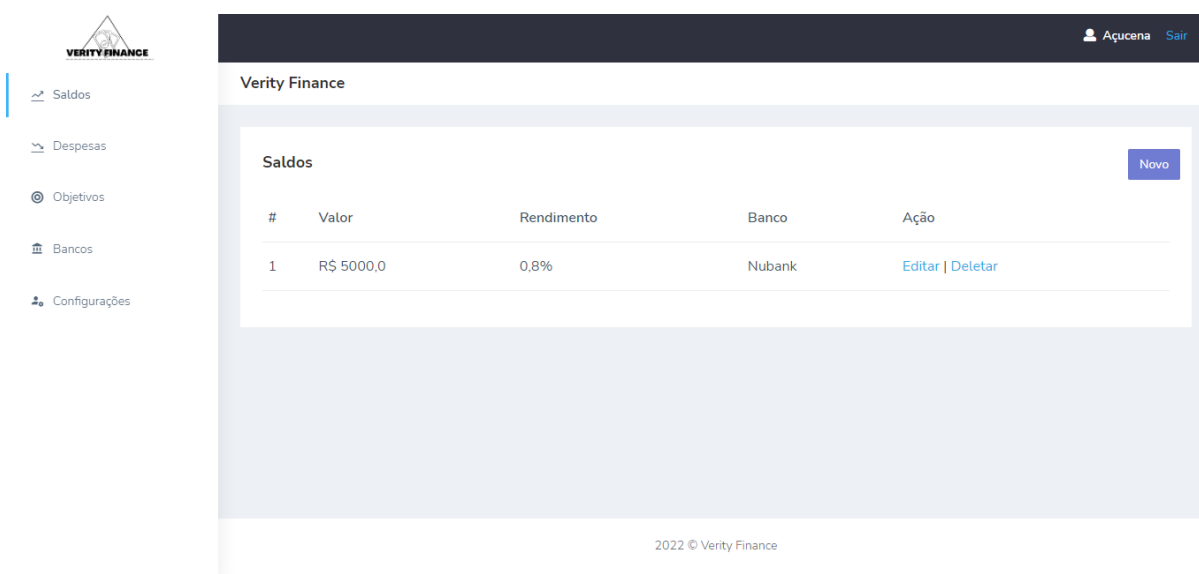 VERITY FINANCE
Açucena Sair
Verity Finance
Saldos
Despesas
Objetivos
Bancos
Configurações
Saldos
Novo
# Valor Rendimento Banco Ação
1 R$ 5000,0 0,8% Nubank Editar | Deletar
2022 © Verity Finance